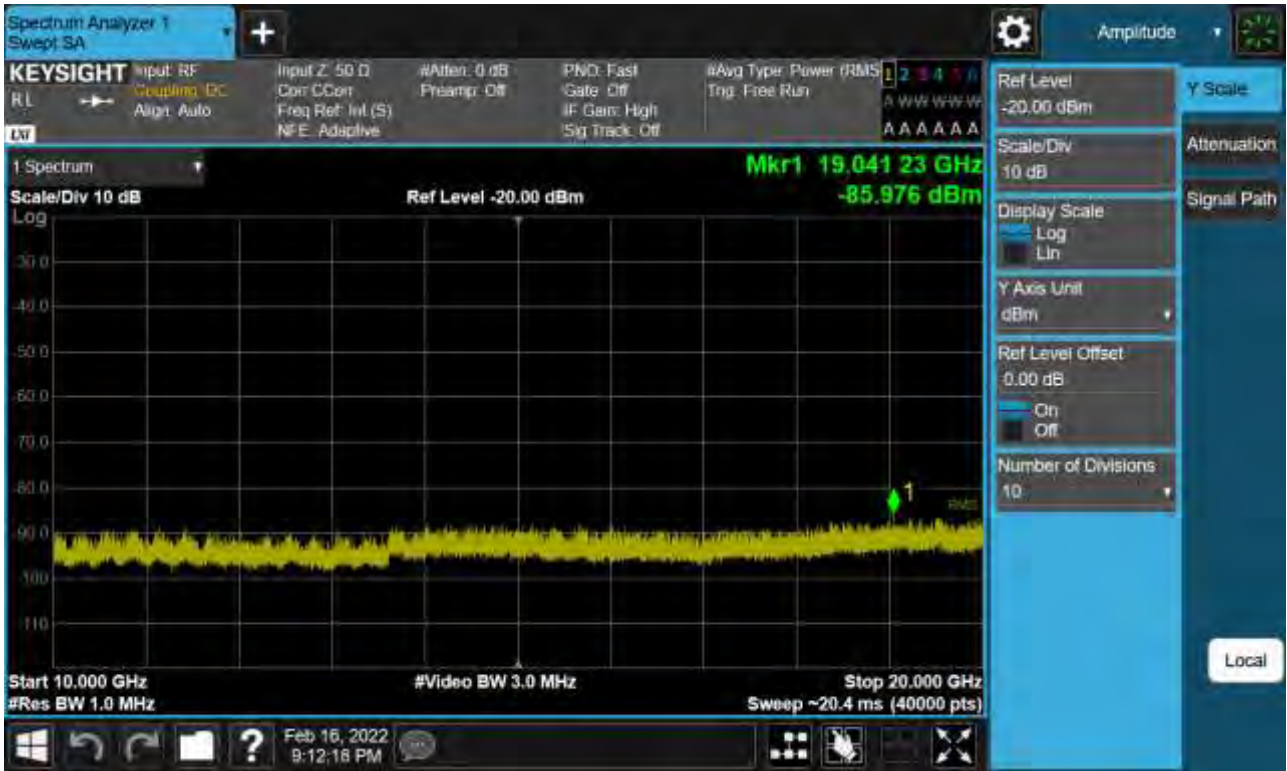 Spectrum Analyzer 1
Swept SA
+
Amplitude
KEYSIGHT
RL
LXI
Input: RF
Coupling: DC
Align: Auto
Input Z: 50 Ω
Corr CCorr
Freq Ref: Int (S)
NFE: Adaptive
#Atten: 0 dB
Preamp: Off
PNO: Fast
Gate: Off
IF Gain: High
Sig Track: Off
#Avg Type: Power (RMS
Trig: Free Run
1 2 3 4 5 6
A W W W W W
A A A A A A
1 Spectrum
Scale/Div 10 dB
Ref Level -20.00 dBm
Mkr1 19.041 23 GHz
-85.976 dBm
Log
-30.0
-40.0
-50.0
-60.0
-70.0
-80.0
-90.0
-100
-110
1
RMS
Start 10.000 GHz
#Res BW 1.0 MHz
#Video BW 3.0 MHz
Stop 20.000 GHz
Sweep ~20.4 ms (40000 pts)
Ref Level
-20.00 dBm
Scale/Div
10 dB
Display Scale
Log
Lin
Y Axis Unit
dBm
Ref Level Offset
0.00 dB
On
Off
Number of Divisions
10
Y Scale
Attenuation
Signal Path
Local
?
Feb 16, 2022
9:12:18 PM